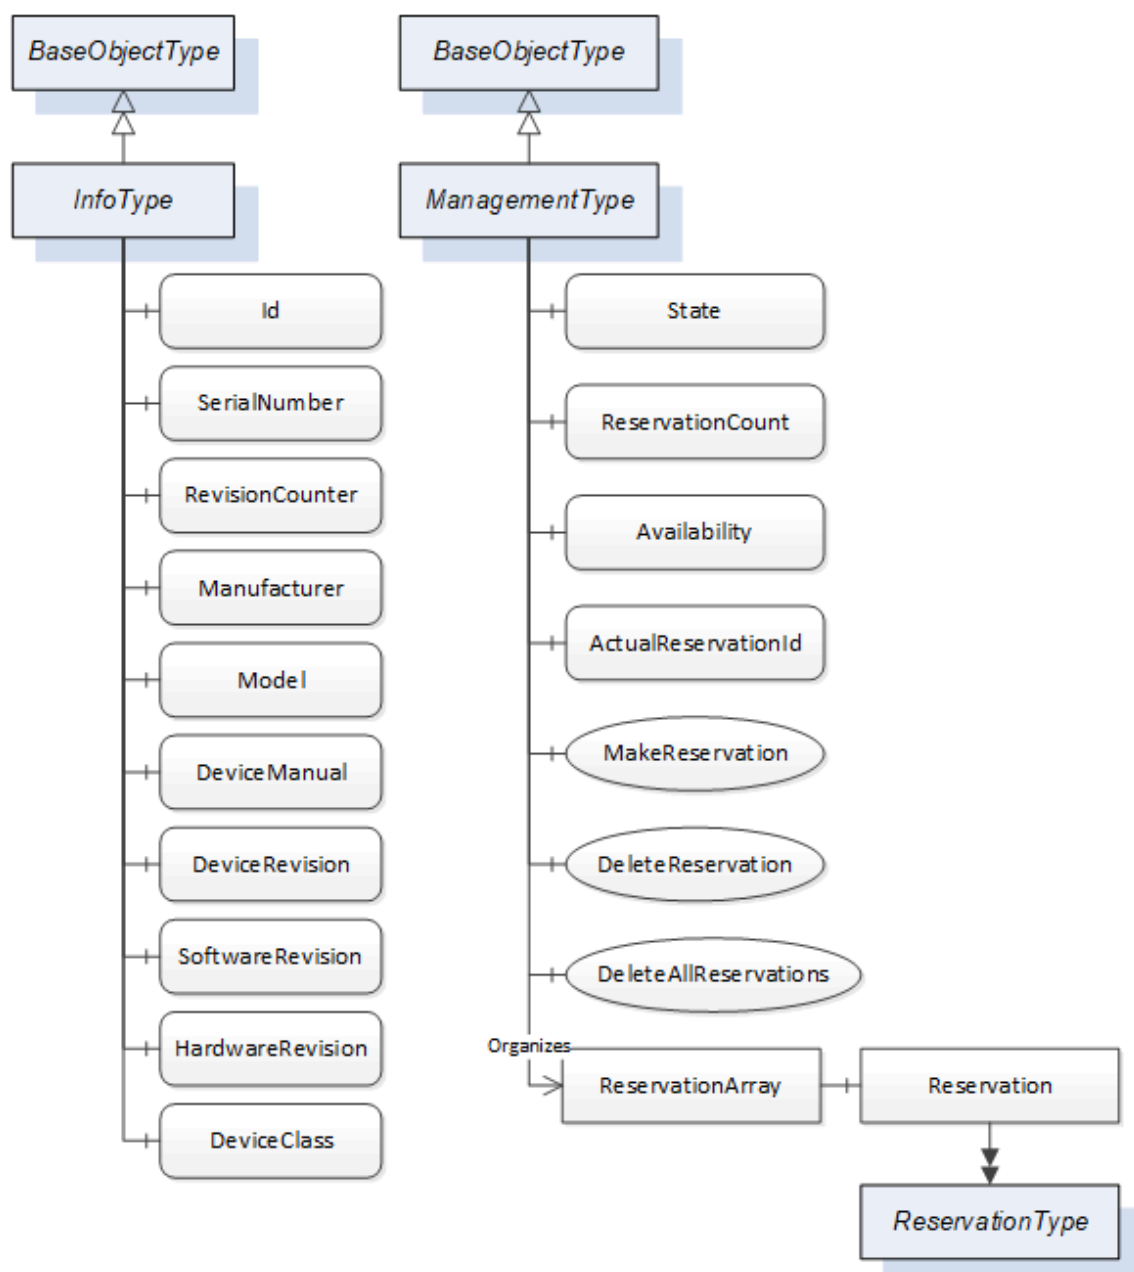 BaseObjectType
InfoType
Id
SerialNumber
RevisionCounter
Manufacturer
Model
DeviceManual
DeviceRevision
SoftwareRevision
HardwareRevision
DeviceClass
BaseObjectType
ManagementType
State
ReservationCount
Availability
ActualReservationId
MakeReservation
DeleteReservation
DeleteAllReservations
Organizes
ReservationArray
Reservation
ReservationType